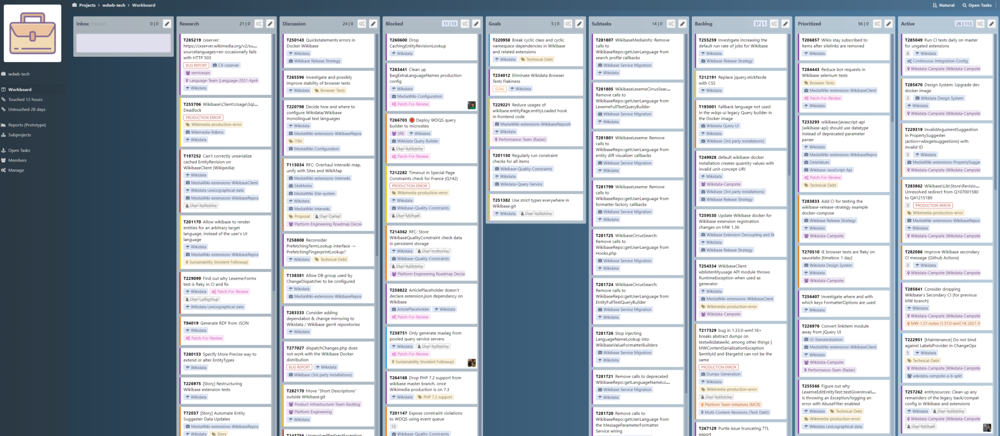 Projects > wdwb-tech > Workboard
Natural
Open Tasks
wdwb-tech
Workboard
Touched 12 hours
Untouched 28 days
Reports (Prototype)
Subprojects
Open Tasks
Members
Manage
Inbox (Default) 0|0
Research 21|0
T285219 cxserver:
https://cxserver.wikimedia.org/v2/su...
sourcelanguages=en occasionally fails
with HTTP 503
BUG REPORT CX-cxserver
serviceops
Language-Team (Language-2021-April-
Wikidata
T255706 Wikibase\Client\Usage\Sql...
Deadlock
PRODUCTION ERROR
Wikimedia-production-error
Wikimedia-Rdbms
Wikidata
T197252 Can't correctly unserialize
cached EntityRevision on
WikibaseClient (Wikipedia)
Wikidata
MediaWiki-extensions-WikibaseClient
Wikidata Lexicographical data
MediaWiki-extensions-WikibaseRepos
User-Addshore
T201170 Allow wikibase to render
entities for an arbitrary target
language, instead of the user's UI
language
Wikidata
MediaWiki-extensions-WikibaseRepos
Sustainability (Incident Followup)
T229099 Find out why Lexeme:Forms
test is flaky in CI and fix
Wikidata Patch-For-Review
User-Ladsgroup
Wikidata Lexicographical data
T94019 Generate RDF from JSON
Wikidata
Patch-For-Review
T280153 Specify More Precise way to
extend or alter EntityTypes
Wikidata
T226975 [Story] Restructuring
Wikibase extension tests
Wikidata
T72037 [Story] Automate Entity
Suggester Data Updates
MediaWiki-extensions-WikibaseRepos
Wikidata Story
Discussion 24|0
T250143 Quickstatements errors in
Docker Wikibase
Wikidata
Wikibase Release Strategy
T265596 Investigate and possibly
improve stability of browser tests
Wikidata Browser-Tests
T220798 Decide how and where to
configure Wikidata/Wikibase
monolingual text languages
Wikidata
MediaWiki-extensions-WikibaseRepos
I18n
MediaWiki-Configuration
T113034 RFC: Overhaul Interwiki map,
unify with Sites and WikiMap
MediaWiki-extensions-Interwiki
SiteMatrix
MediaWiki-Site-system
Wikidata
MediaWiki-Interwiki
Proposal User-Daniel
Platform Engineering Roadmap Decisi
T258808 Reconsider
PrefetchingTermLookup interface ->
PrefetchingFingerprintLookup?
Wikidata Technical-Debt
T138381 Allow DB group used by
ChangeDispatcher to be configured
Wikidata
MediaWiki-extensions-WikibaseRepos
T283333 Consider adding
dependabot & change mirroring to
Wikidata / Wikibase gerrit repositories
Wikidata
T277027 dispatchChanges.php does
not work with the Wikibase Docker
distribution
BUG REPORT Wikidata
Wikibase (3rd party installations)
T282170 Move "Short Descriptions"
outside Wikibase.git
Product-Infrastructure-Team-Backlog
Platform Engineering
Wikidata
T143756 UnresolvedRedirectException
Blocked 11|13
T260600 Drop
CachingEntityRevisionLookup
Wikidata
T263441 Clean up
$wgExtraLanguageNames production
config
Wikidata
MediaWiki-Configuration
Patch-For-Review
T266703 Deploy WDQS query
builder to microsites
SRE Wikidata
Wikidata Query Builder
User-Addshore
Patch-For-Review
T212282 Timeout in Special Page
Constraints check for France (Q142)
PRODUCTION ERROR
Wikimedia-production-error
Wikidata
Wikibase-Quality-Constraints
User-Michael
T214362 RFC: Store
WikibaseQualityConstraint check data
in persistent storage
Wikidata User-mobrovac
Wikibase-Quality-Constraints
User-Addshore
Platform Engineering Roadmap Decisi
T258822 ArticlePlaceholder doesn't
declare extension.json dependancy on
Wikibase
ArticlePlaceholder Wikidata
Patch-For-Review
T238751 Only generate maxlag from
pooled query service servers.
Wikidata User-Addshore
Patch-For-Review
Sustainability (Incident Followup)
T264168 Drop PHP 7.2 support from
wikibase master branch, once
Wikimedia production is on 7.3
Wikidata PHP 7.2 support
T201147 Expose constraint violations
to WDQS using event queue
13
Wikibase-Quality-Constraints
Goals 5|0
T220958 Break cyclic class and cyclic
namespace dependencies in Wikibase
and related extensions
Wikidata Technical-Debt
T234012 Eliminate Wikidata Browser
Tests Flakiness
GOAL Wikidata
T229221 Reduce usages of
wikibase.entityPage.entityLoaded hook
in frontend code
MediaWiki-extensions-WikibaseReposit
Wikidata
Performance-Team (Radar)
T201150 Regularly run constraint
checks for all items
Wikibase-Quality-Constraints
Wikidata
Wikidata-Query-Service
T251382 Use strict types everywhere in
Wikibase.git
Wikidata User-Addshore
Subtasks 14|0
T281807 WikibaseMediaInfo: Remove
calls to
WikibaseRepo::getUserLanguage from
search profile callbacks
Wikibase Service Migration
Wikidata
T281805 WikibaseLexemeCirrusSear...
Remove calls to
WikibaseRepo::getUserLanguage from
LexemeFullTextQueryBuilder
Wikibase Service Migration
Wikidata
T281801 WikibaseLexeme: Remove
calls to
WikibaseRepo::getUserLanguage from
entity diff visualizer callbacks
Wikibase Service Migration
Wikidata
T281799 WikibaseLexeme: Remove
calls to
WikibaseRepo::getUserLanguage from
formatter factory callbacks
Wikibase Service Migration
Wikidata
T281725 WikibaseCirrusSearch:
Remove calls to
WikibaseRepo::getUserLanguage from
Hooks.php
Wikibase Service Migration
Wikidata
T281724 WikibaseCirrusSearch:
Remove calls to
WikibaseRepo::getUserLanguage from
EntityFullTextQueryBuilder
Wikibase Service Migration
Wikidata
T281726 Stop injecting
LanguageNameLookup into
WikibaseValueFormatterBuilders
Wikibase Service Migration
Wikidata
T281721 Remove calls to deprecated
WikibaseRepo::getLanguageNameLo...
Wikibase Service Migration
Wikidata
T281720 Remove calls to
WikibaseRepo::getUserLanguage from
the MessageParameterFormatter
Service wiring
Backlog 37|1
T255259 Investigate increasing the
default run rate of jobs for Wikibase
Wikidata
Wikibase Release Strategy
T212191 Replace jquery.stickNode
with CSS
Wikidata
T193001 Fallback language not used
in the wdqs-ui legacy Query builder in
the Docker image
Wikidata Query UI
Wikidata
Wikibase (3rd party installations)
T249928 default wikibase-docker
installation creates quantity values with
invalid unit-concept-URI
Wikidata
Wikidata-Campsite
Wikibase (3rd party installations)
Wikibase Release Strategy
T259530 Update Wikibase docker for
Wikibase extension registration
changes on MW 1.36
Wikibase Extension Decoupling and Re
Wikidata
Wikibase Release Strategy
T254334 WikibaseClient
wblistentityusage API module throws
RuntimeException when used as
generator
Wikidata
MediaWiki-extensions-WikibaseClient
Wikimedia-production-error
Wikidata-Campsite
T217329 bug in 1.33.0-wmf.18+
breaks abstract dumps on
testwikidatawiki, among other things |
MWContentSerializationException
$entityId and $targetId can not be the
same
PRODUCTION ERROR
Dumps-Generation
Wikidata
Wikimedia-production-error
User-Addshore
Platform Team Initiatives (MCR)
Multi-Content-Revisions (Tech Debt)
T267129 Purtle issue truncating TTL
export
Prioritized 56|0
T206857 Wikis stay subscribed to
items after sitelinks are removed
Wikidata
T284443 Reduce bot requests in
Wikibase selenium tests
Browser-Tests
MediaWiki-extensions-WikibaseClient
Patch-For-Review
Wikidata
T233293 wikibase/javascript-api
(wikibase-api) should use datatype
instead of deprecated parameter
parser
Wikidata
MediaWiki-extensions-WikibaseRepos
DataValues
Wikibase-JavaScript-Api
Patch-For-Review
Technical-Debt
T283833 Add CI for testing the
wikibase-release-strategy example
docker-compose
Wikibase Release Strategy
Wikidata
Wikidata-Campsite
T270510 IE browser tests are flaky on
saucelabs [timebox: 1 day]
Wikidata Design System
Wikidata
Wikidata-Campsite
T256407 Investigate where and with
which keys FormatterOptions are used
Wikidata
T226976 Convert linkitem module
away from jQuery UI
UI-Standardization
MediaWiki-extensions-WikibaseClient
Wikidata
Wikidata-Campsite
Performance-Team (Radar)
T255566 Figure out why
LexemeEditEntityTest::testGivenInvali...
is throwing an Exception/logging an
error with AbuseFilter enabled
Wikidata Technical-Debt
Wikimedia-production-error
Wikidata Lexicographical data
Active 26|113
T285049 Run CI tests daily on master
for ungated extensions
8 Wikidata
Continuous-Integration-Config
Wikidata-Campsite (Wikidata-Campsite
T285670 Design System: Upgrade dev
docker image
3 Wikidata Design System
Wikidata
Wikidata-Campsite (Wikidata-Campsite
T229319 InvalidArgumentSuggestion
in PropertySuggester
(action=wbsgetsuggestions) with
invalid ID
5 Wikidata
MediaWiki-extensions-PropertySugges
Wikidata-Campsite (Wikidata-Campsite
T283862 Wikibase\Lib\Store\Revisio...
Unresolved redirect from Q107001580
to Q41215189
3 PRODUCTION ERROR
Wikimedia-production-error
MediaWiki-extensions-WikibaseRepos
Wikidata
Wikidata-Campsite (Wikidata-Campsite
T282086 Improve Wikibase secondary
CI message (Github Actions)
3 Wikidata
Wikidata-Campsite (Wikidata-Campsite
T285841 Consider dropping
Wikibase's Secondary CI (for previous
MW branch)
Wikidata
Wikidata-Campsite (Wikidata-Campsite
MW-1.37-notes (1.37.0-wmf.14; 2021-0
T222951 [Maintenance] Do not bind
against LabelsProvider in ChangeOps
5 Wikidata
Technical-Debt
Wikidata-Campsite (Wikidata-Campsite
wikidata-campsite-a-b-split
T257262 entitysources: Clean up any
remainders of the legacy back/compat
config in Wikibase and extensions
Wikidata User-Addshore
Wikidata-Campsite (Wikidata-Campsite
User-Michael